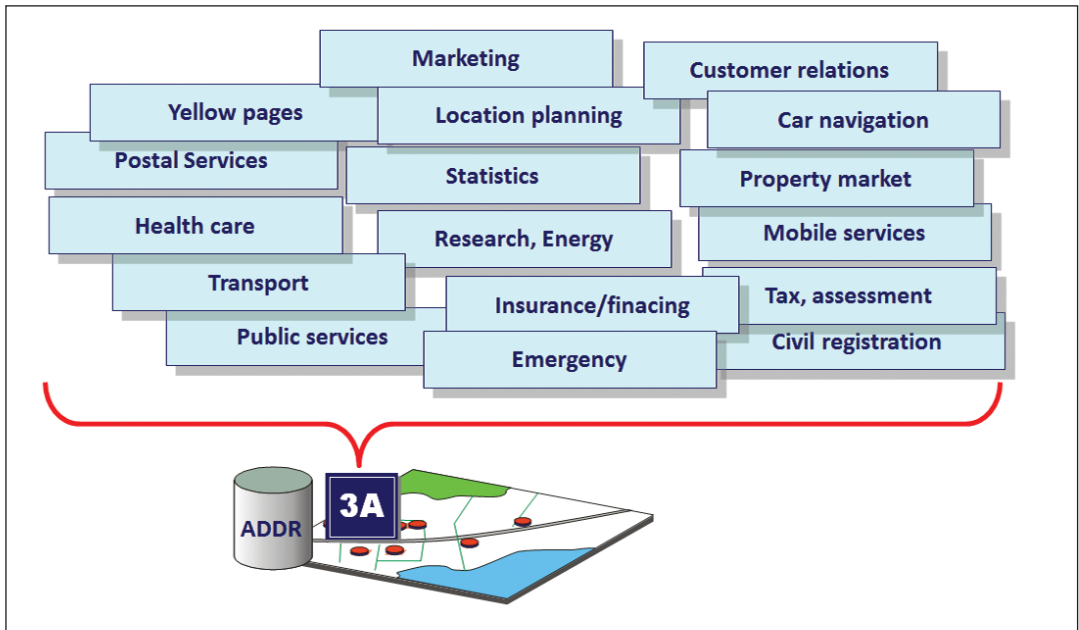 Marketing
Customer relations
Yellow pages
Location planning
Car navigation
Postal Services
Statistics
Property market
Health care
Research, Energy
Mobile services
Transport
Insurance/finacing
Tax, assessment
Public services
Emergency
Civil registration
3A
ADDR